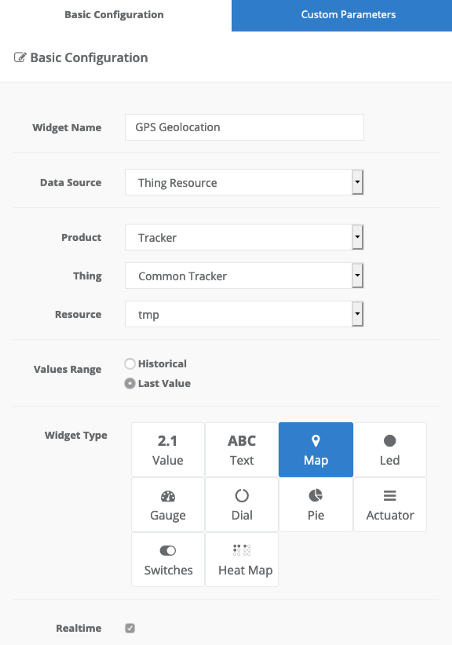 Basic Configuration
Custom Parameters
Basic Configuration
Widget Name
GPS Geolocation
Data Source
Thing Resource
Product
Tracker
Thing
Common Tracker
Resource
tmp
Values Range
Historical
Last Value
Widget Type
2.1
Value
ABC
Text
Map
Led
Gauge
Dial
Pie
Actuator
Switches
Heat Map
Realtime